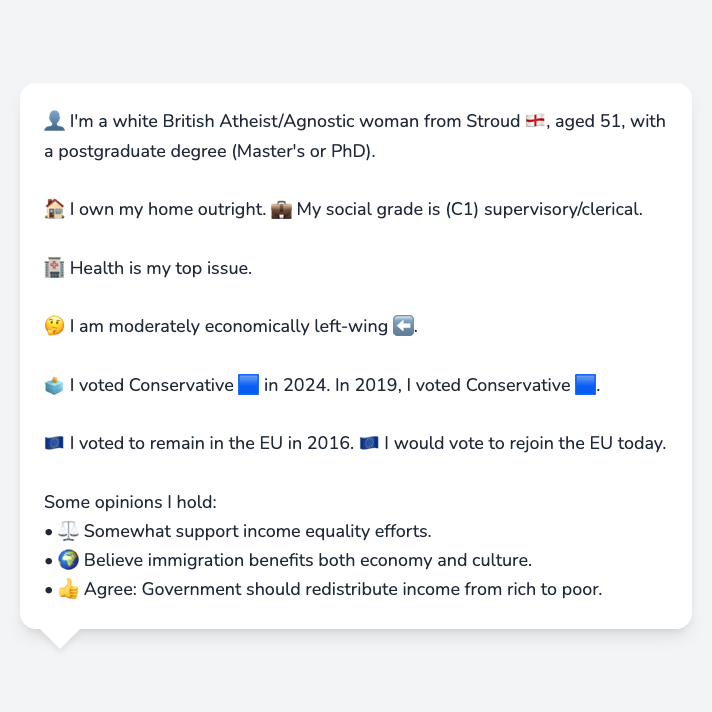 👤 I'm a white British Atheist/Agnostic woman from Stroud 🏴󠁧󠁢󠁥󠁮󠁧󠁿, aged 51, with
a postgraduate degree (Master's or PhD).
🏠 I own my home outright. 💼 My social grade is (C1) supervisory/clerical.
🏥 Health is my top issue.
🤔 I am moderately economically left-wing ⬅️.
🗳️ I voted Conservative 🟦 in 2024. In 2019, I voted Conservative 🟦.
🇪🇺 I voted to remain in the EU in 2016. 🇪🇺 I would vote to rejoin the EU today.
Some opinions I hold:
• ⚖️ Somewhat support income equality efforts.
• 🌍 Believe immigration benefits both economy and culture.
• 👍 Agree: Government should redistribute income from rich to poor.